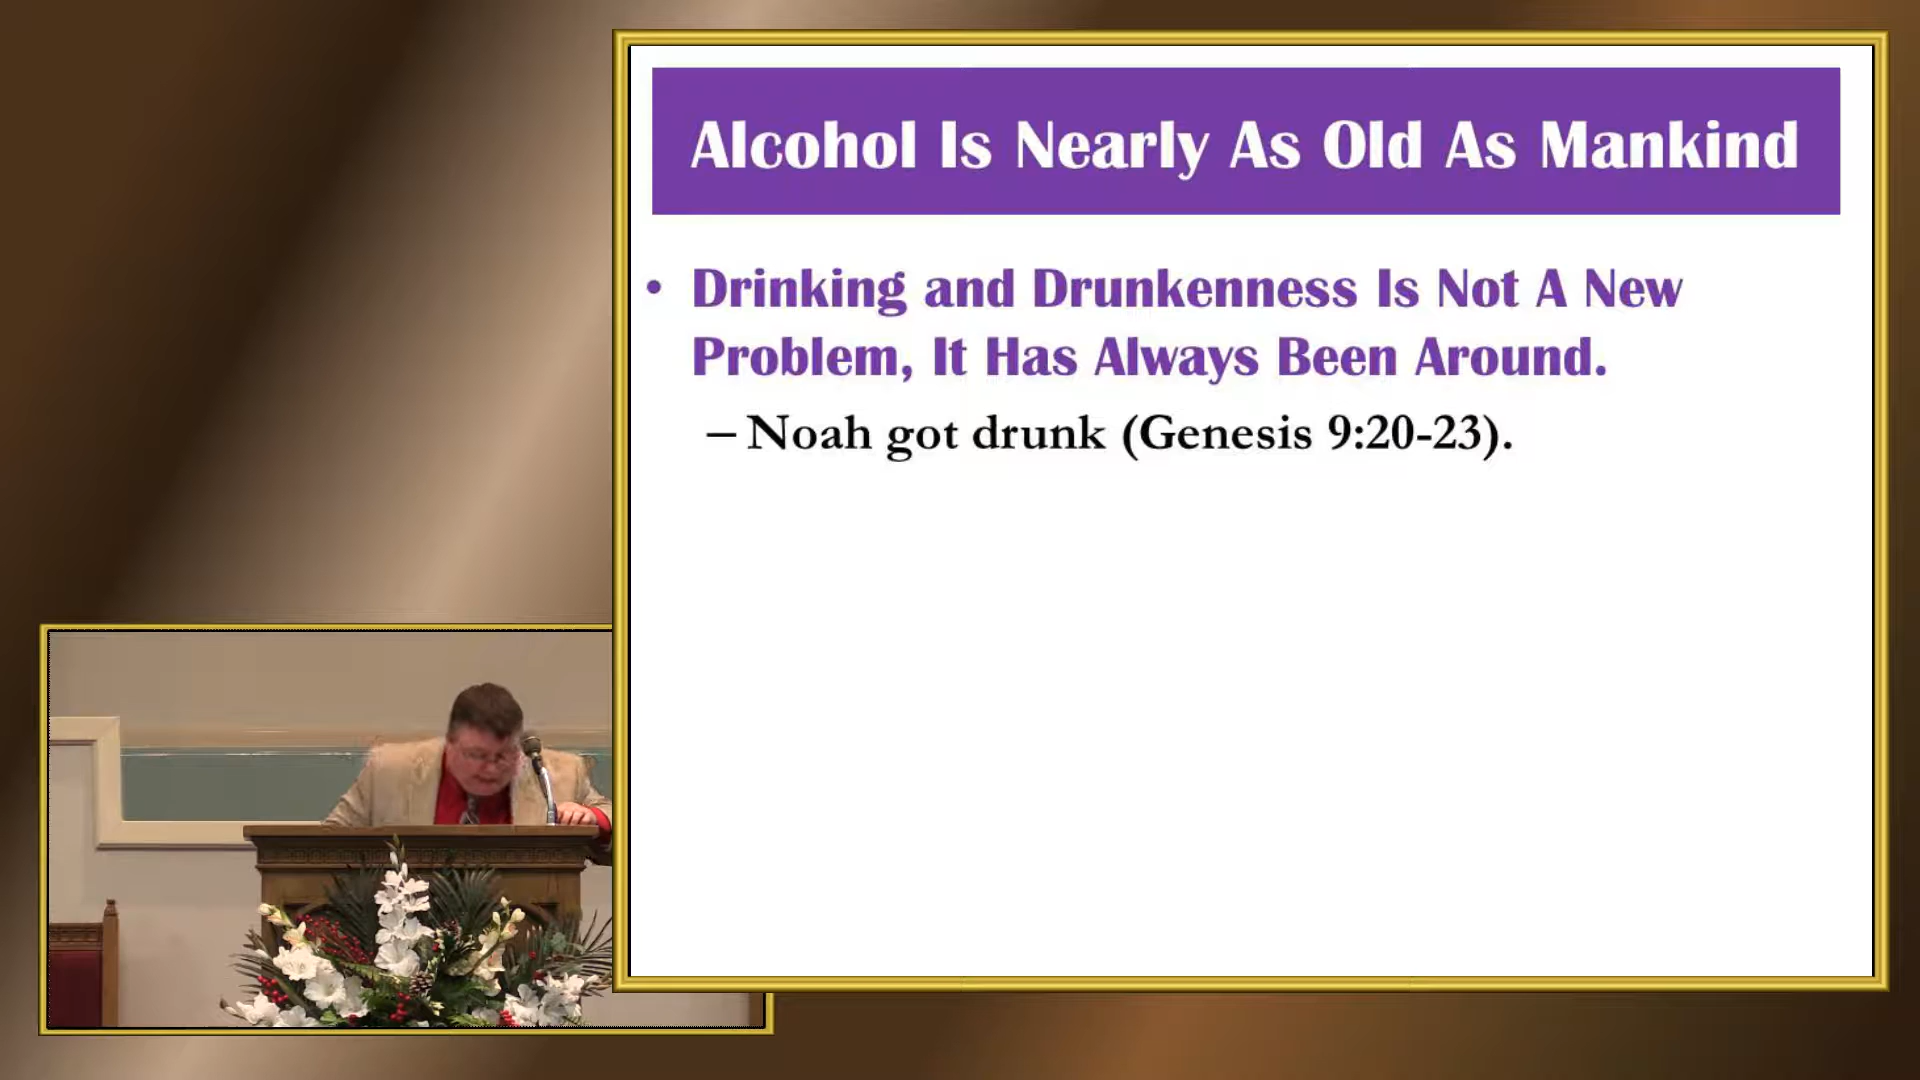 Alcohol Is Nearly As Old As Mankind
• Drinking and Drunkenness Is Not A New
Problem, It Has Always Been Around.
– Noah got drunk (Genesis 9:20-23).